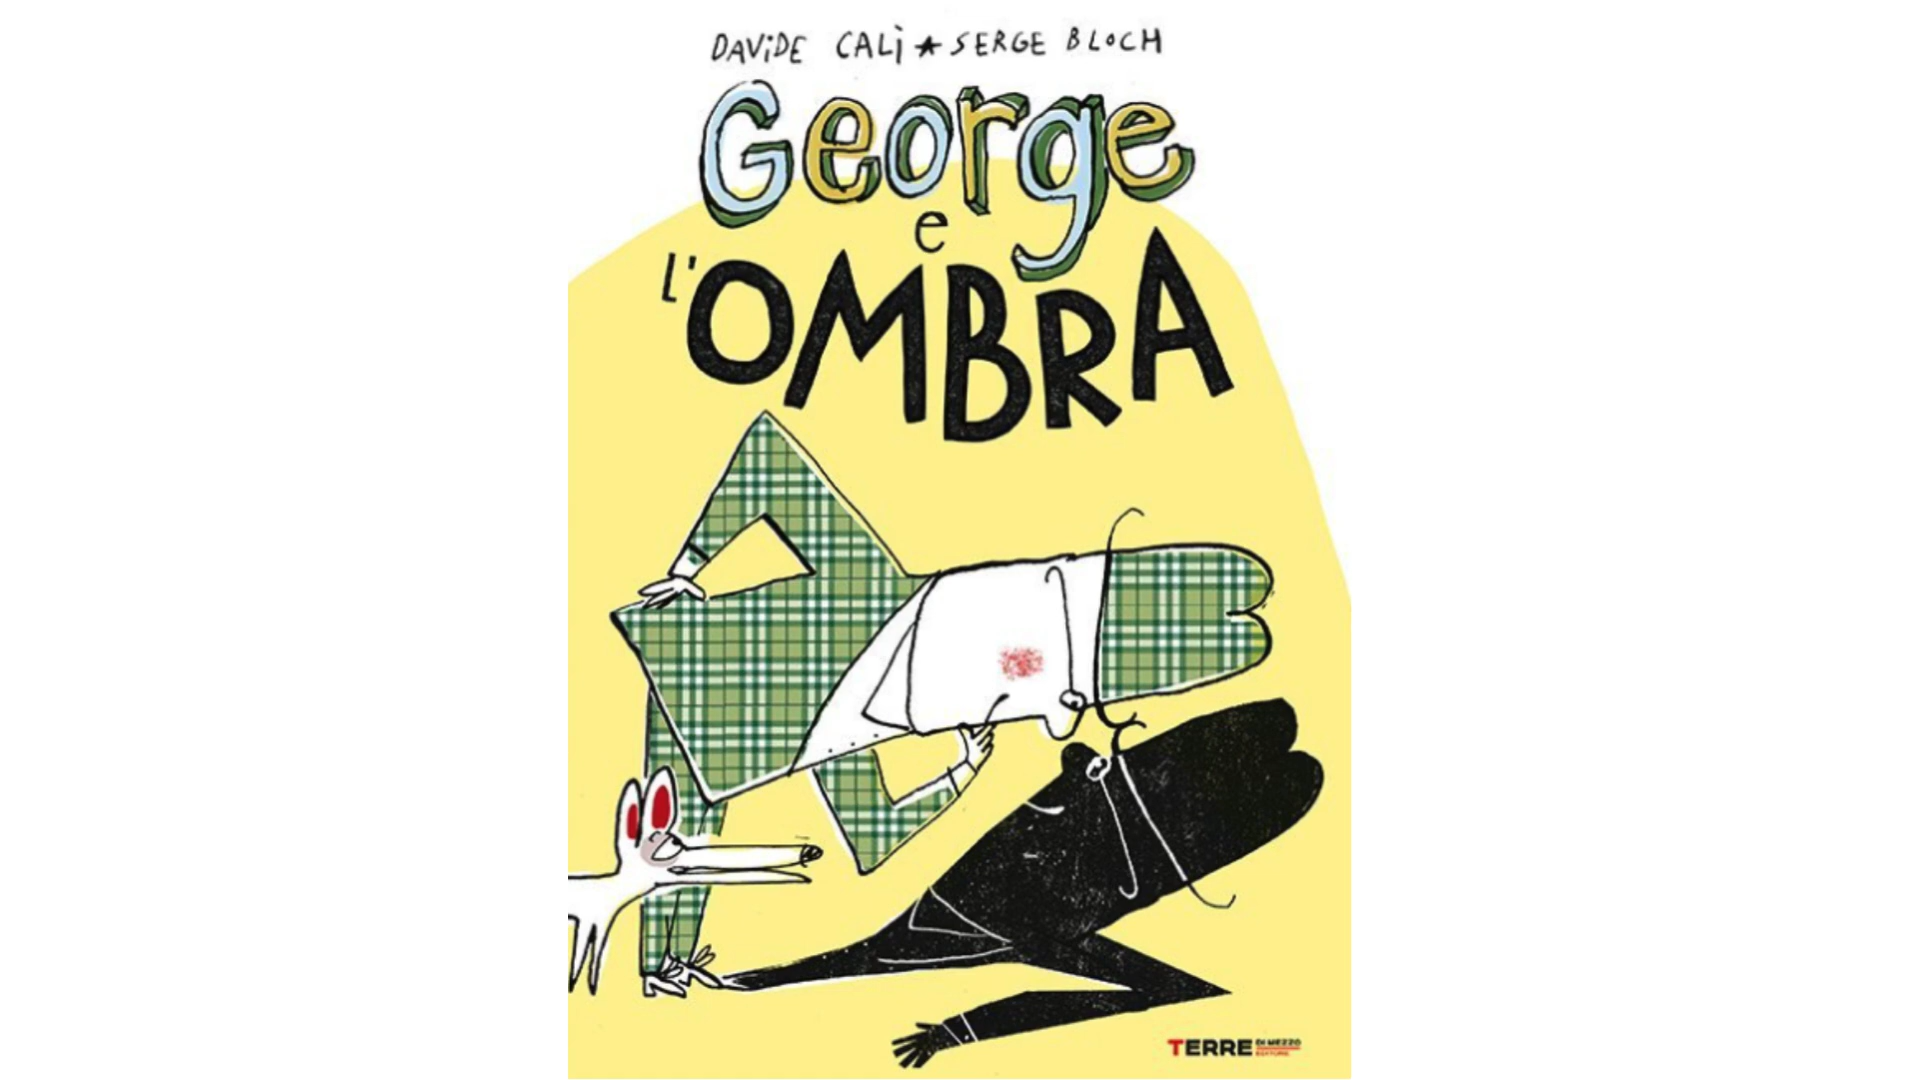 DAVIDE CALÌ ★ SERGE BLOCH
George
e
L'OMBRA
TERRE DI MEZZO
EDITORE